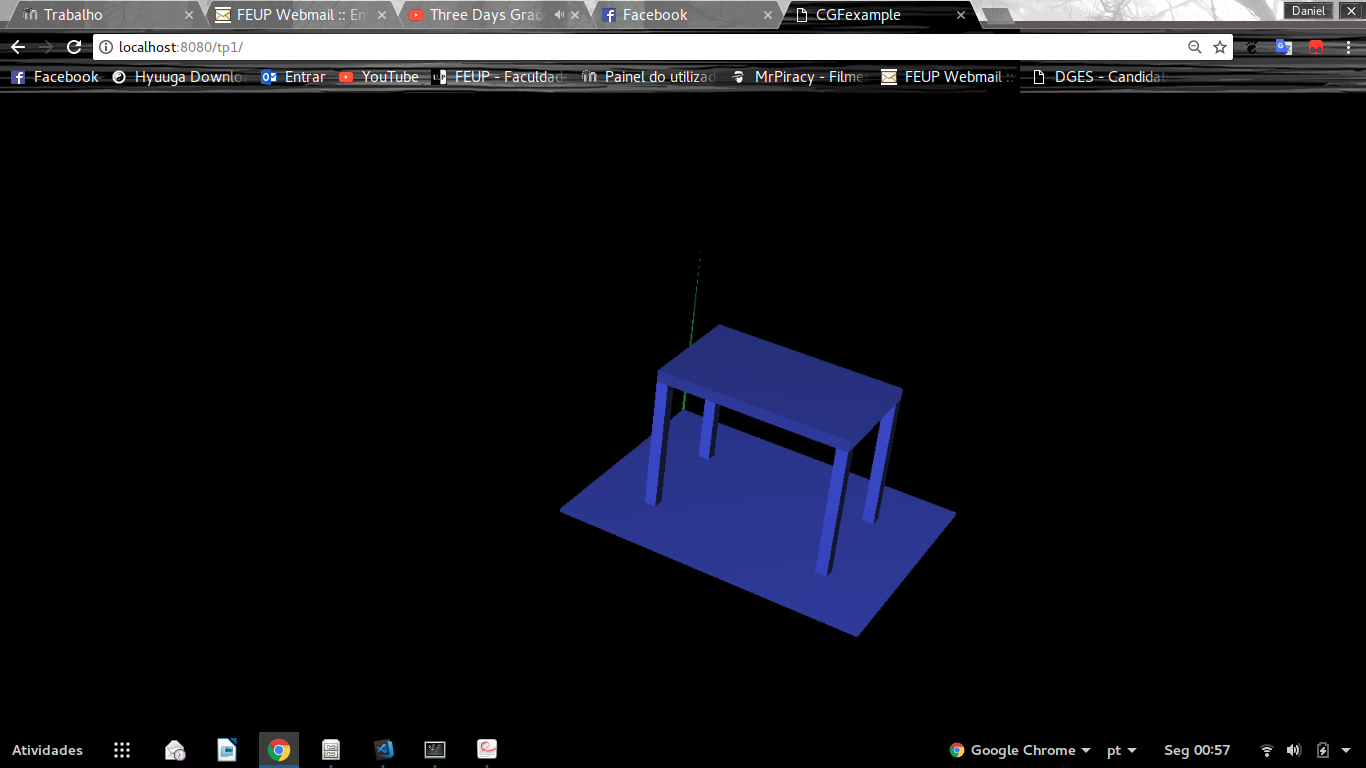 Trabalho FEUP Webmail :: En Three Days Grac Facebook CGFexample Daniel
localhost:8080/tp1/
Facebook Hyuuga Downlo Entrar YouTube FEUP - Faculdad Painel do utilizad MrPiracy - Filme FEUP Webmail :: DGES - Candidat
Atividades Google Chrome pt Seg 00:57